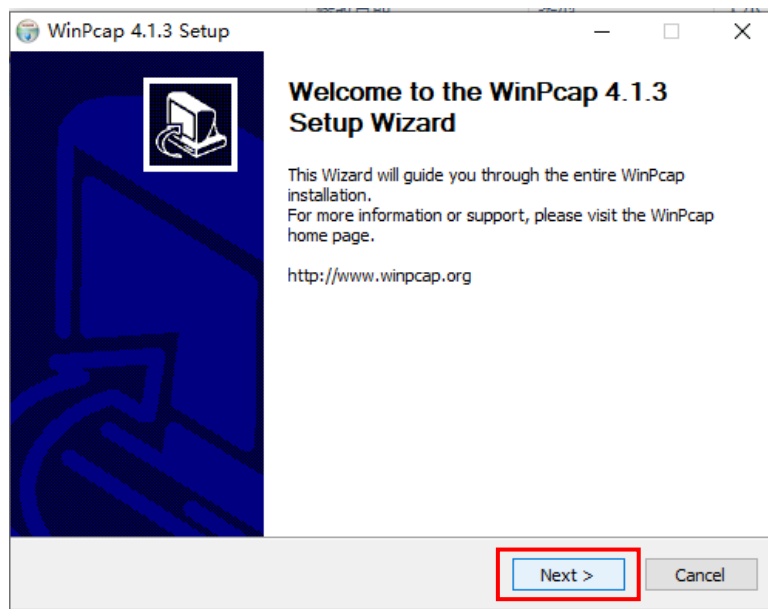 WinPcap 4.1.3 Setup
Welcome to the WinPcap 4.1.3
Setup Wizard
This Wizard will guide you through the entire WinPcap
installation.
For more information or support, please visit the WinPcap
home page.
http://www.winpcap.org
Next >
Cancel